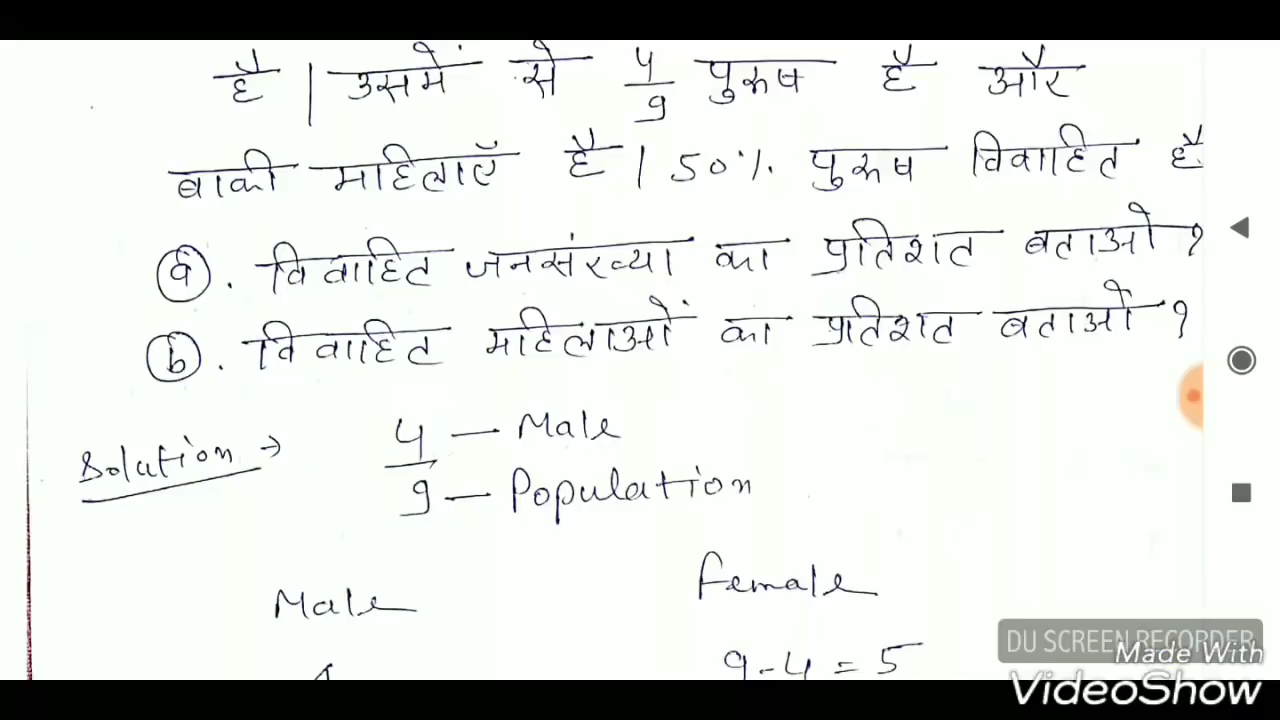 है | उसमें से 4/9 पुरुष है और
बाकी माहिलाएँ है | 50% पुरुष विवाहित है
(a). विवाहित जनसंख्या का प्रतिशत बताओ ?
(b). विवाहित महिलाओं का प्रतिशत बताओ ?
Solution → 4 — Male
9 — Population
Male Female
9-4 = 5
DU SCREEN RECORDER
Made With
VideoShow